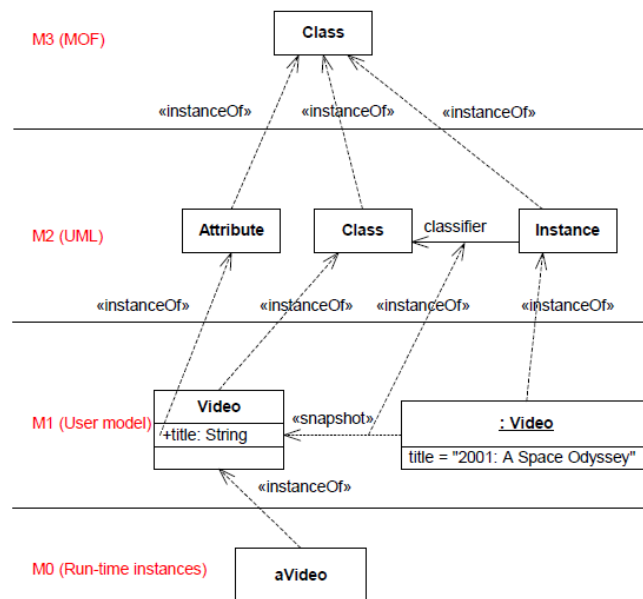 M3 (MOF)
Class
«instanceOf» «instanceOf» «instanceOf»
M2 (UML)
Attribute
Class
classifier
Instance
«instanceOf» «instanceOf» «instanceOf» «instanceOf»
M1 (User model)
Video
+title: String
«snapshot»
: Video
title = "2001: A Space Odyssey"
«instanceOf»
M0 (Run-time instances)
aVideo